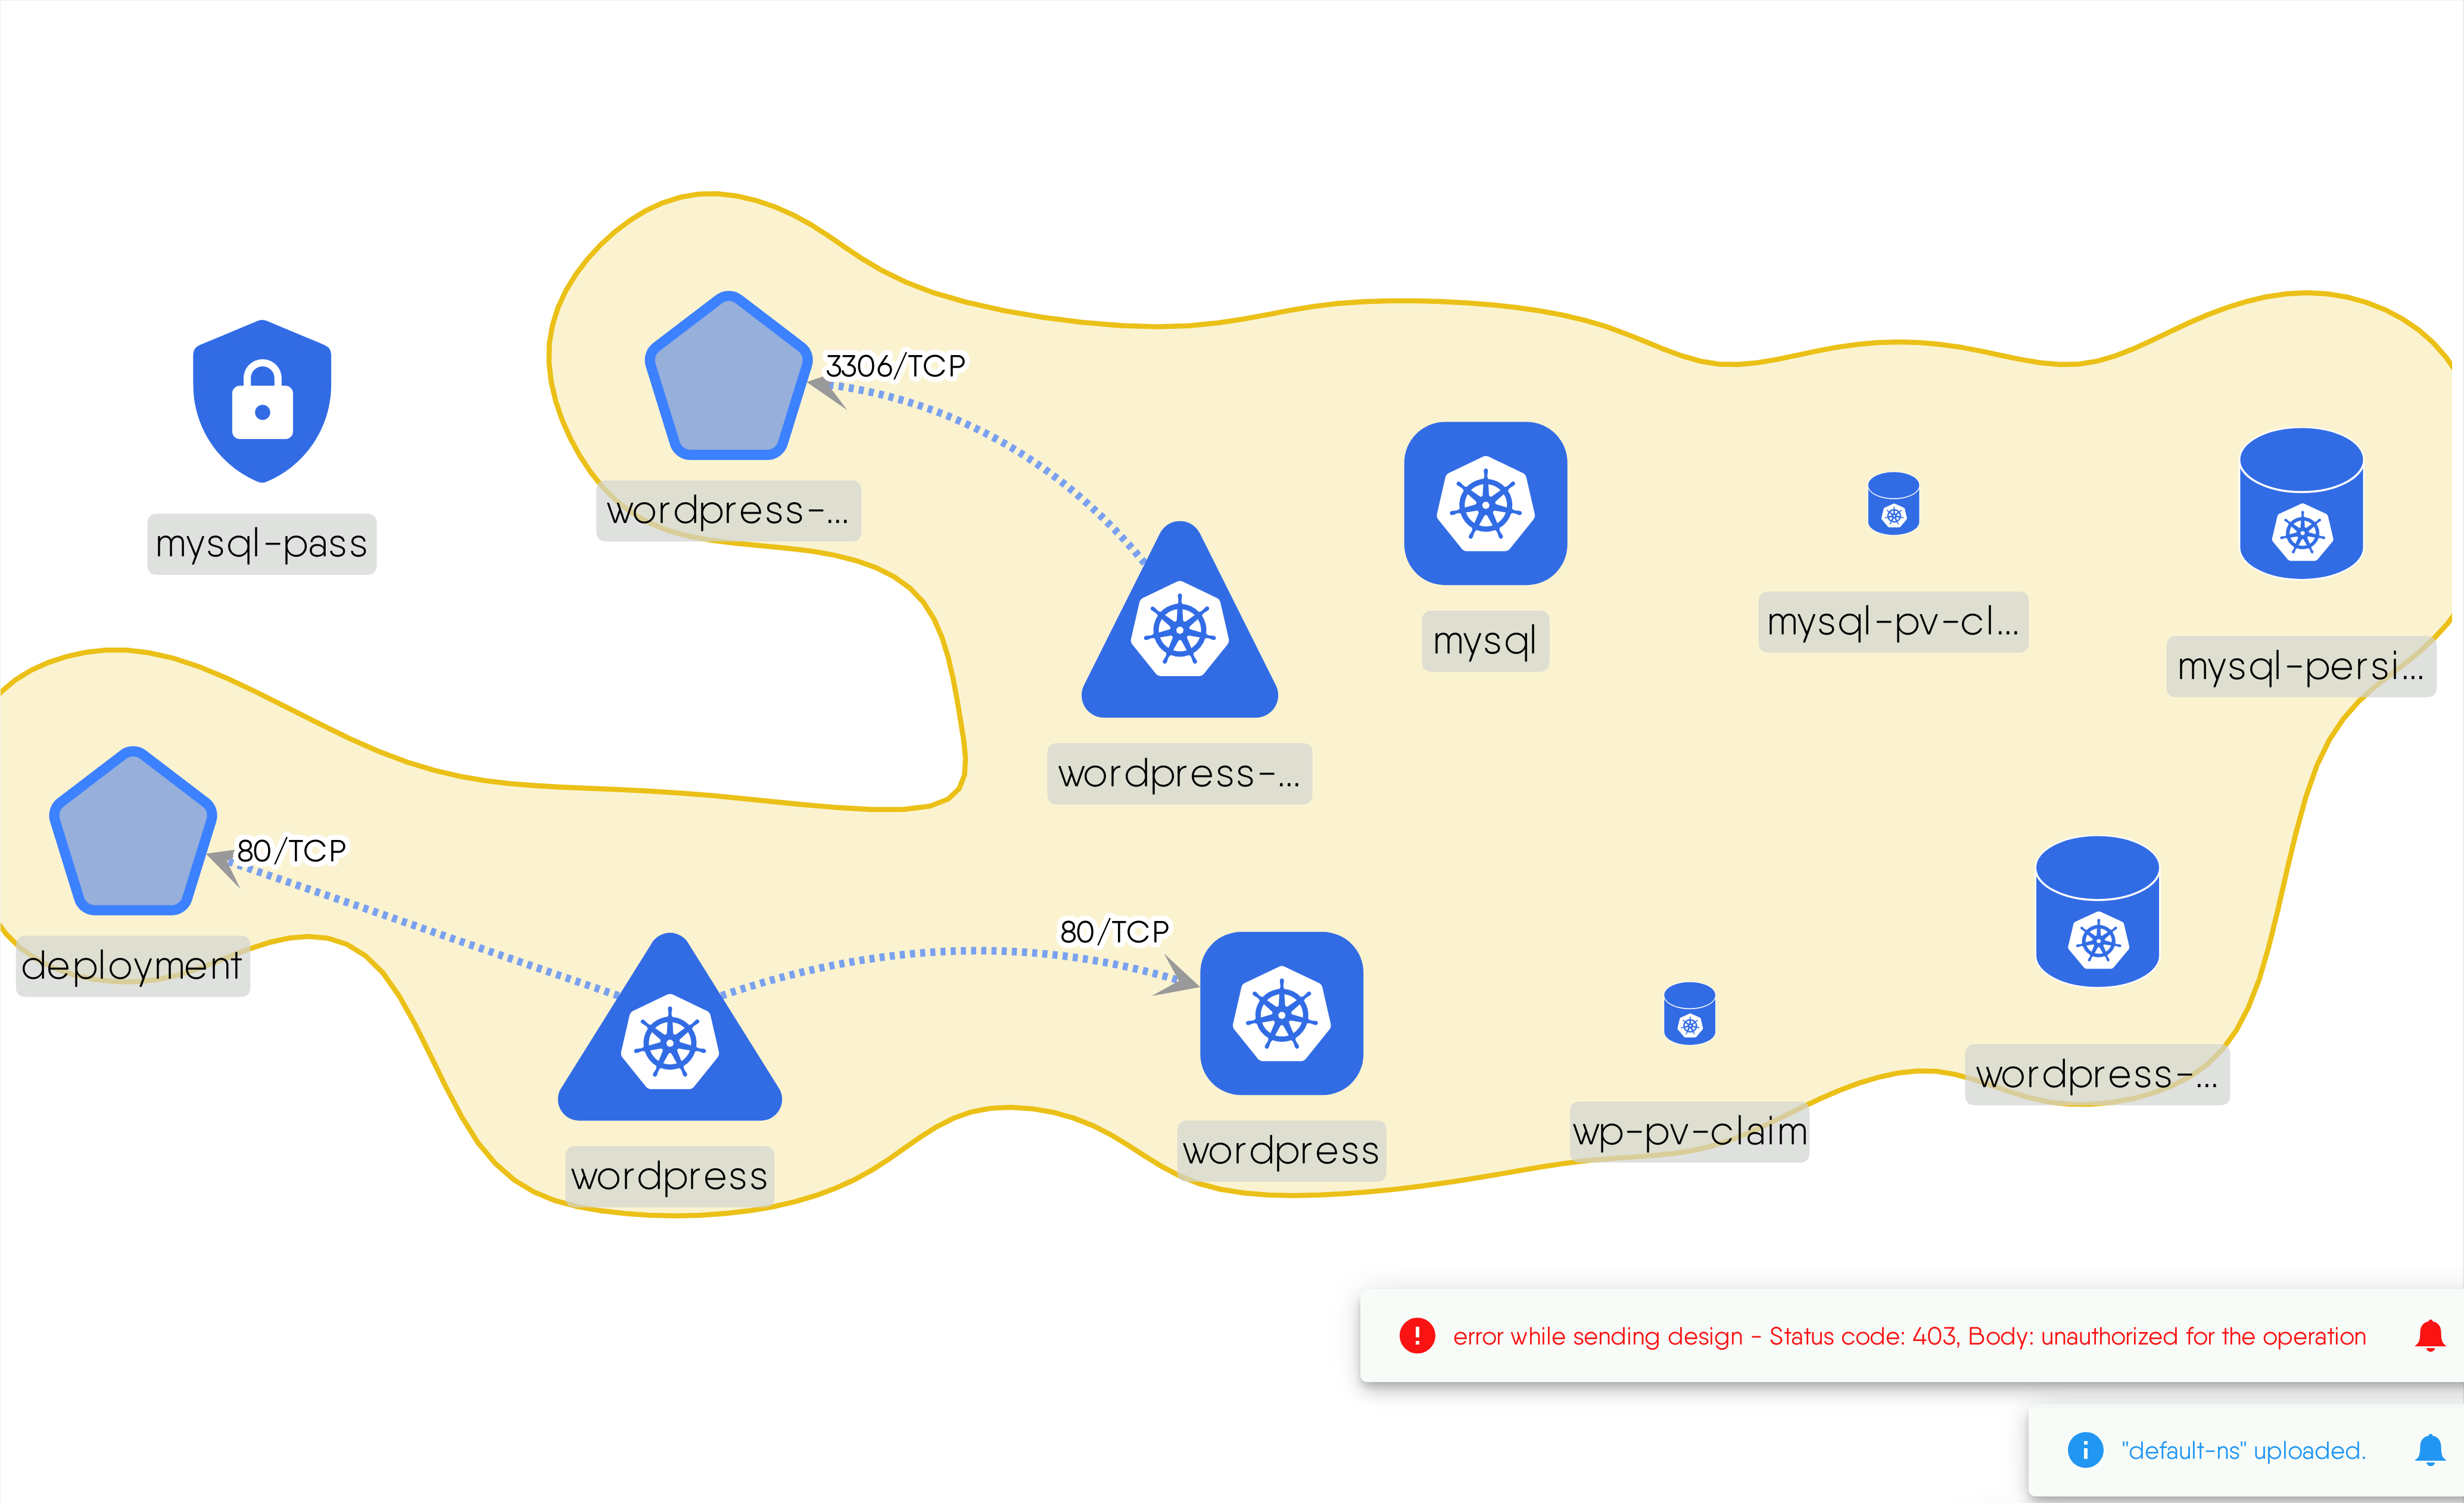 3306/TCP
mysql-pass
wordpress-...
mysql
mysql-pv-cl...
mysql-persi...
wordpress-...
80/TCP
deployment
80/TCP
wordpress
wordpress
wp-pv-claim
wordpress-...
error while sending design - Status code: 403, Body: unauthorized for the operation
"default-ns" uploaded.